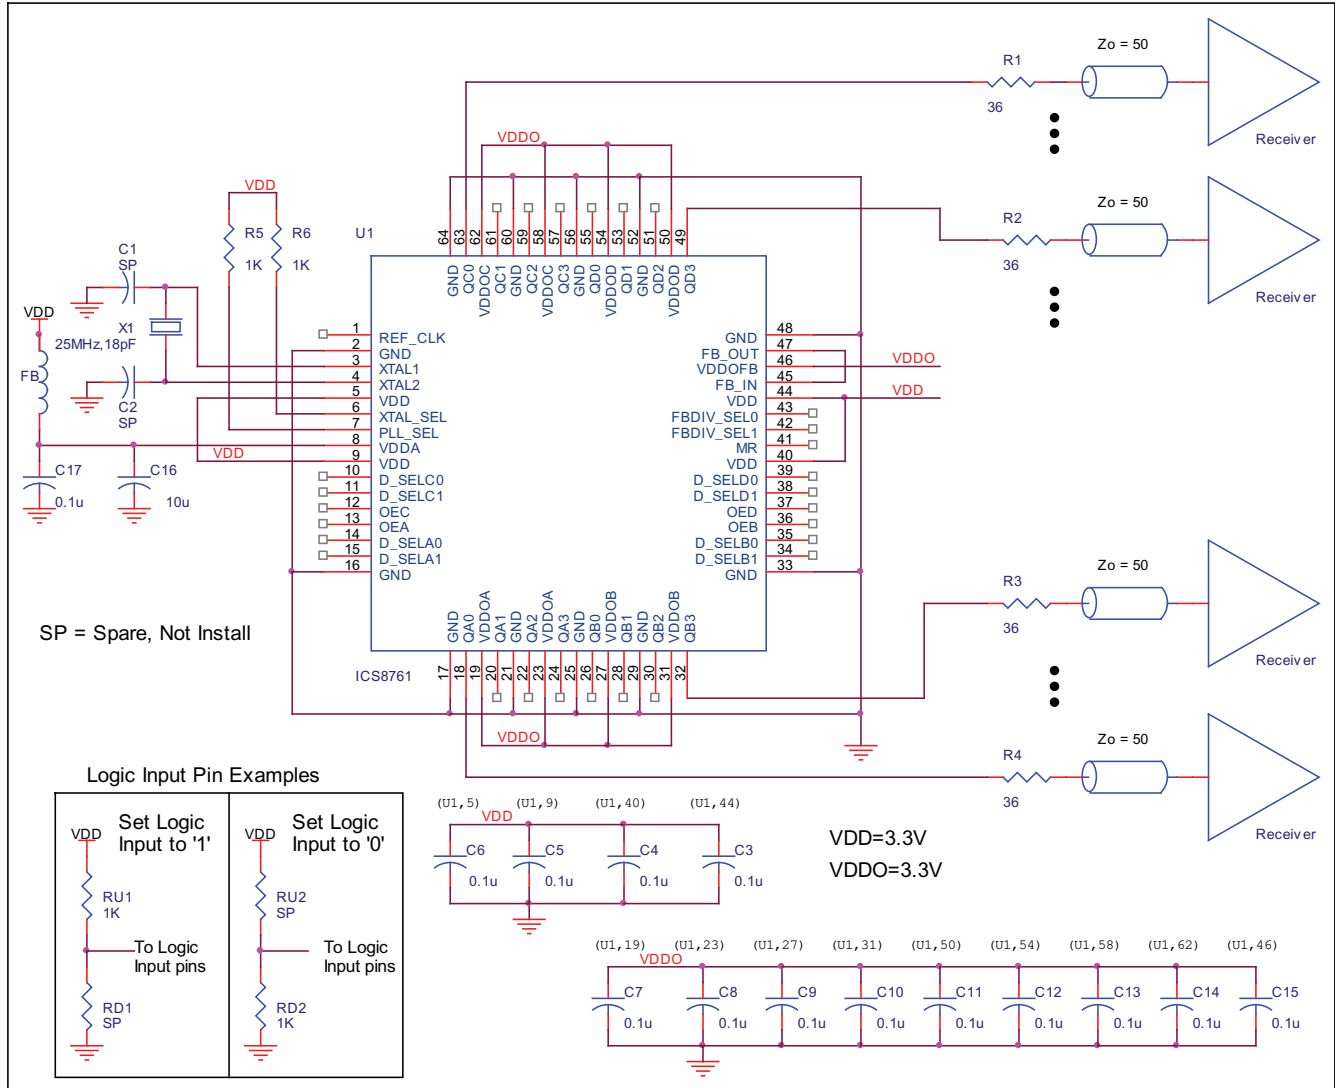 R1
36
Zo = 50
Receiver
R2
36
Zo = 50
Receiver
VDDO
VDD
R5
1K
R6
1K
U1
C1
SP
X1
25MHz,18pF
C2
SP
VDD
FB
C17
0.1u
C16
10u
VDD
64 63 62 61 60 59 58 57 56 55 54 53 52 51 50 49
GND QC0 VDDOC QC1 GND QC2 VDDOC QC3 GND QD0 VDDOD QD1 GND QD2 VDDOD QD3
1 REF_CLK
2 GND
3 XTAL1
4 XTAL2
5 VDD
6 XTAL_SEL
7 PLL_SEL
8 VDDA
9 VDD
10 D_SELC0
11 D_SELC1
12 OEC
13 OEA
14 D_SELA0
15 D_SELA1
16 GND
GND 48
FB_OUT 47
VDDOFB 46
FB_IN 45
VDD 44
FBDIV_SEL0 43
FBDIV_SEL1 42
MR 41
VDD 40
D_SELD0 39
D_SELD1 38
OED 37
OEB 36
D_SELB0 35
D_SELB1 34
GND 33
VDDO
VDD
GND QA0 VDDOA QA1 GND QA2 VDDOA QA3 GND QB0 VDDOB QB1 GND QB2 VDDOB QB3
17 18 19 20 21 22 23 24 25 26 27 28 29 30 31 32
ICS8761
VDDO
SP = Spare, Not Install
R3
36
Zo = 50
Receiver
R4
36
Zo = 50
Receiver
Logic Input Pin Examples
VDD
Set Logic
Input to '1'
RU1
1K
To Logic
Input pins
RD1
SP
VDD
Set Logic
Input to '0'
RU2
SP
To Logic
Input pins
RD2
1K
(U1,5) (U1,9) (U1,40) (U1,44)
VDD
C6 C5 C4 C3
0.1u 0.1u 0.1u 0.1u
VDD=3.3V
VDDO=3.3V
(U1,19) (U1,23) (U1,27) (U1,31) (U1,50) (U1,54) (U1,58) (U1,62) (U1,46)
VDDO
C7 C8 C9 C10 C11 C12 C13 C14 C15
0.1u 0.1u 0.1u 0.1u 0.1u 0.1u 0.1u 0.1u 0.1u